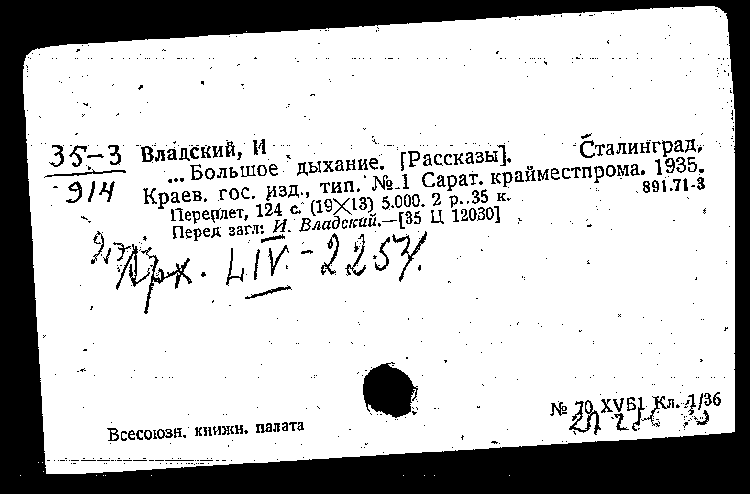 35-3 Владский, И
914 ... Большое дыхание. [Рассказы]. Сталинград,
Краев. гос. изд., тип. №1 Сарат. крайместпрома. 1935.
Переплет, 124 с. (19×13) 5.000. 2 р. 35 к. 891.71-3
Перед загл: И. Владский.—[35 Ц 12030]
Арх. LIV-2254.
№ 70 XVБ1 Кл. 1/36
Всесоюзн. книжн. палата